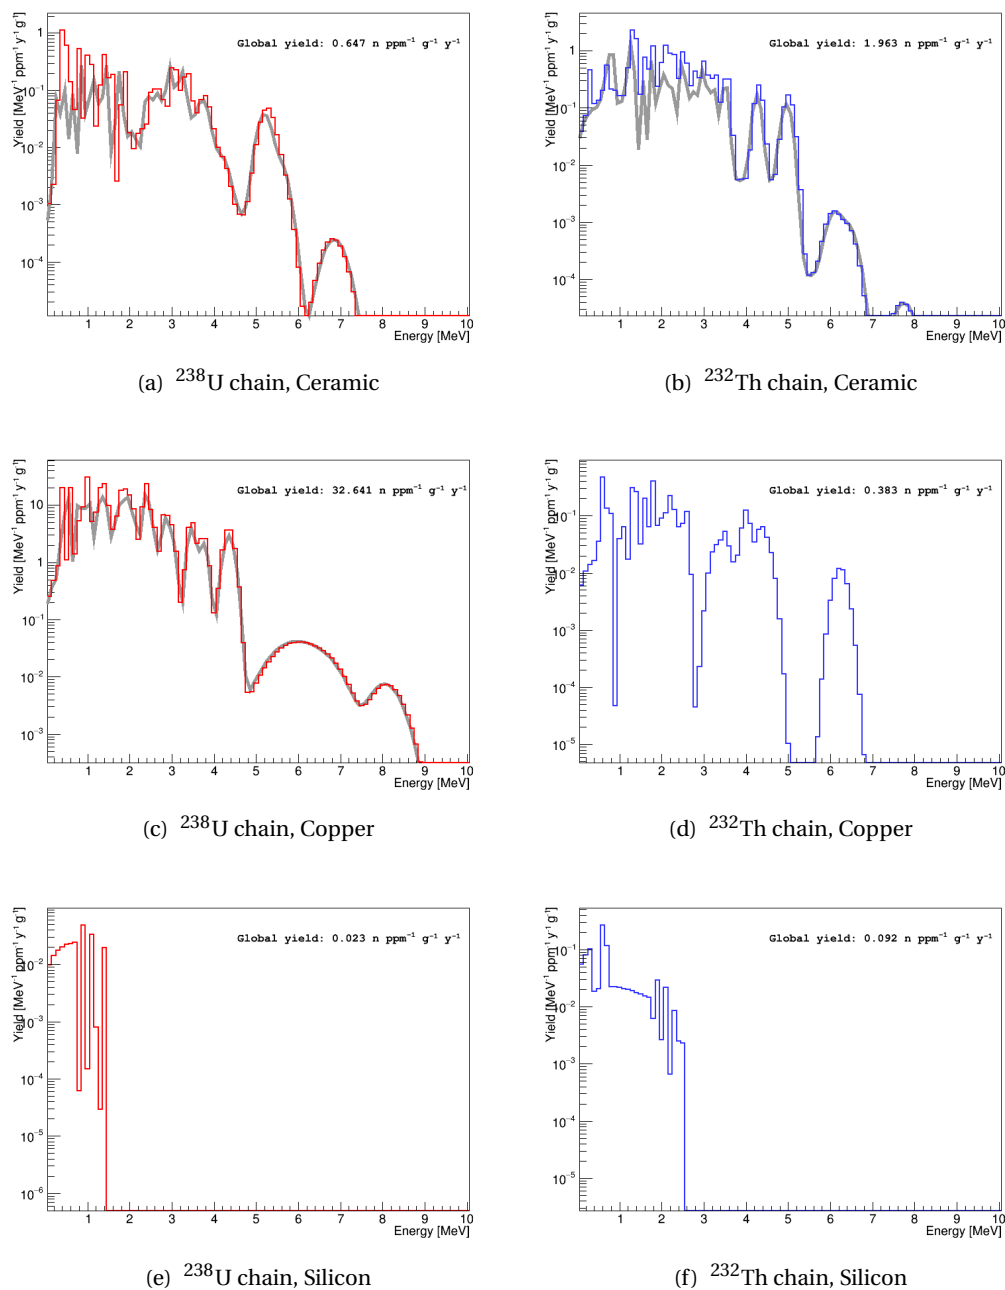 Yield [MeV⁻¹ ppm⁻¹ y⁻¹ g⁻¹]
Global yield: 0.647 n ppm⁻¹ g⁻¹ y⁻¹
1
10⁻¹
10⁻²
10⁻³
10⁻⁴
1 2 3 4 5 6 7 8 9 10
Energy [MeV]
(a) ²³⁸U chain, Ceramic
Yield [MeV⁻¹ ppm⁻¹ y⁻¹ g⁻¹]
Global yield: 1.963 n ppm⁻¹ g⁻¹ y⁻¹
1
10⁻¹
10⁻²
10⁻³
10⁻⁴
1 2 3 4 5 6 7 8 9 10
Energy [MeV]
(b) ²³²Th chain, Ceramic
Yield [MeV⁻¹ ppm⁻¹ y⁻¹ g⁻¹]
Global yield: 32.641 n ppm⁻¹ g⁻¹ y⁻¹
10
1
10⁻¹
10⁻²
10⁻³
1 2 3 4 5 6 7 8 9 10
Energy [MeV]
(c) ²³⁸U chain, Copper
Yield [MeV⁻¹ ppm⁻¹ y⁻¹ g⁻¹]
Global yield: 0.383 n ppm⁻¹ g⁻¹ y⁻¹
10⁻¹
10⁻²
10⁻³
10⁻⁴
10⁻⁵
1 2 3 4 5 6 7 8 9 10
Energy [MeV]
(d) ²³²Th chain, Copper
Yield [MeV⁻¹ ppm⁻¹ y⁻¹ g⁻¹]
Global yield: 0.023 n ppm⁻¹ g⁻¹ y⁻¹
10⁻²
10⁻³
10⁻⁴
10⁻⁵
10⁻⁶
1 2 3 4 5 6 7 8 9 10
Energy [MeV]
(e) ²³⁸U chain, Silicon
Yield [MeV⁻¹ ppm⁻¹ y⁻¹ g⁻¹]
Global yield: 0.092 n ppm⁻¹ g⁻¹ y⁻¹
10⁻¹
10⁻²
10⁻³
10⁻⁴
10⁻⁵
1 2 3 4 5 6 7 8 9 10
Energy [MeV]
(f) ²³²Th chain, Silicon